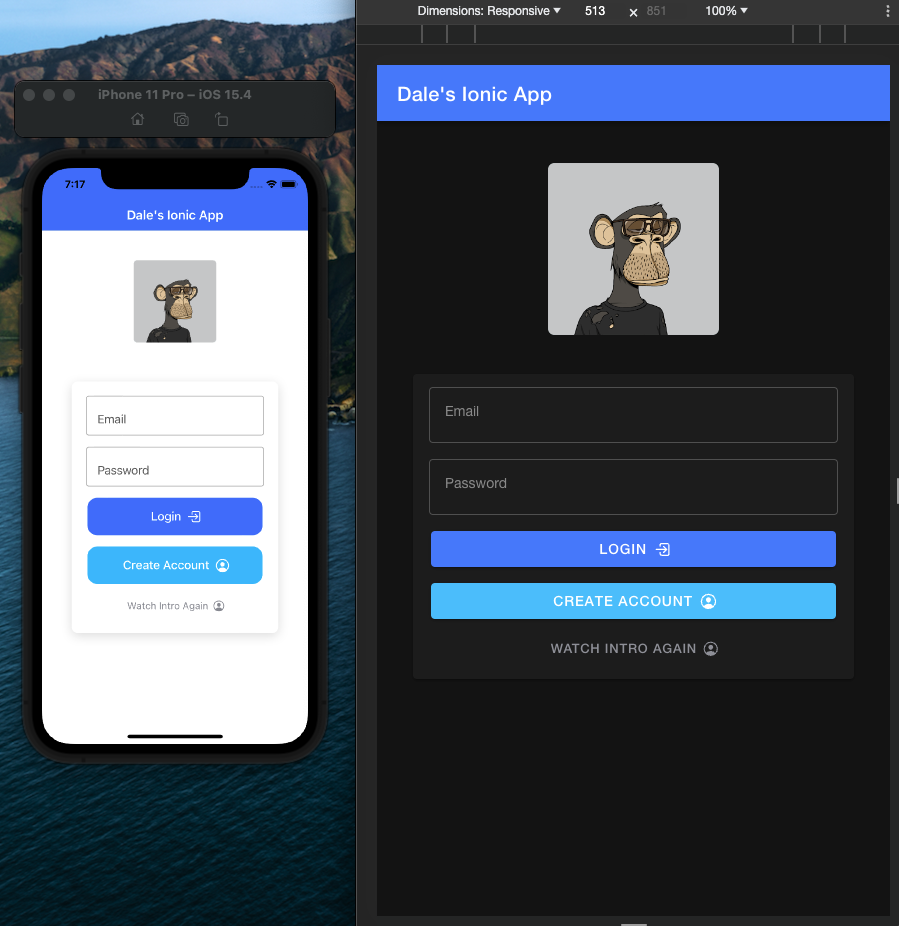 iPhone 11 Pro – iOS 15.4
7:17
Dale's Ionic App
Email
Password
Login
Create Account
Watch Intro Again
Dimensions: Responsive 513 × 851 100%
Dale's Ionic App
Email
Password
LOGIN
CREATE ACCOUNT
WATCH INTRO AGAIN